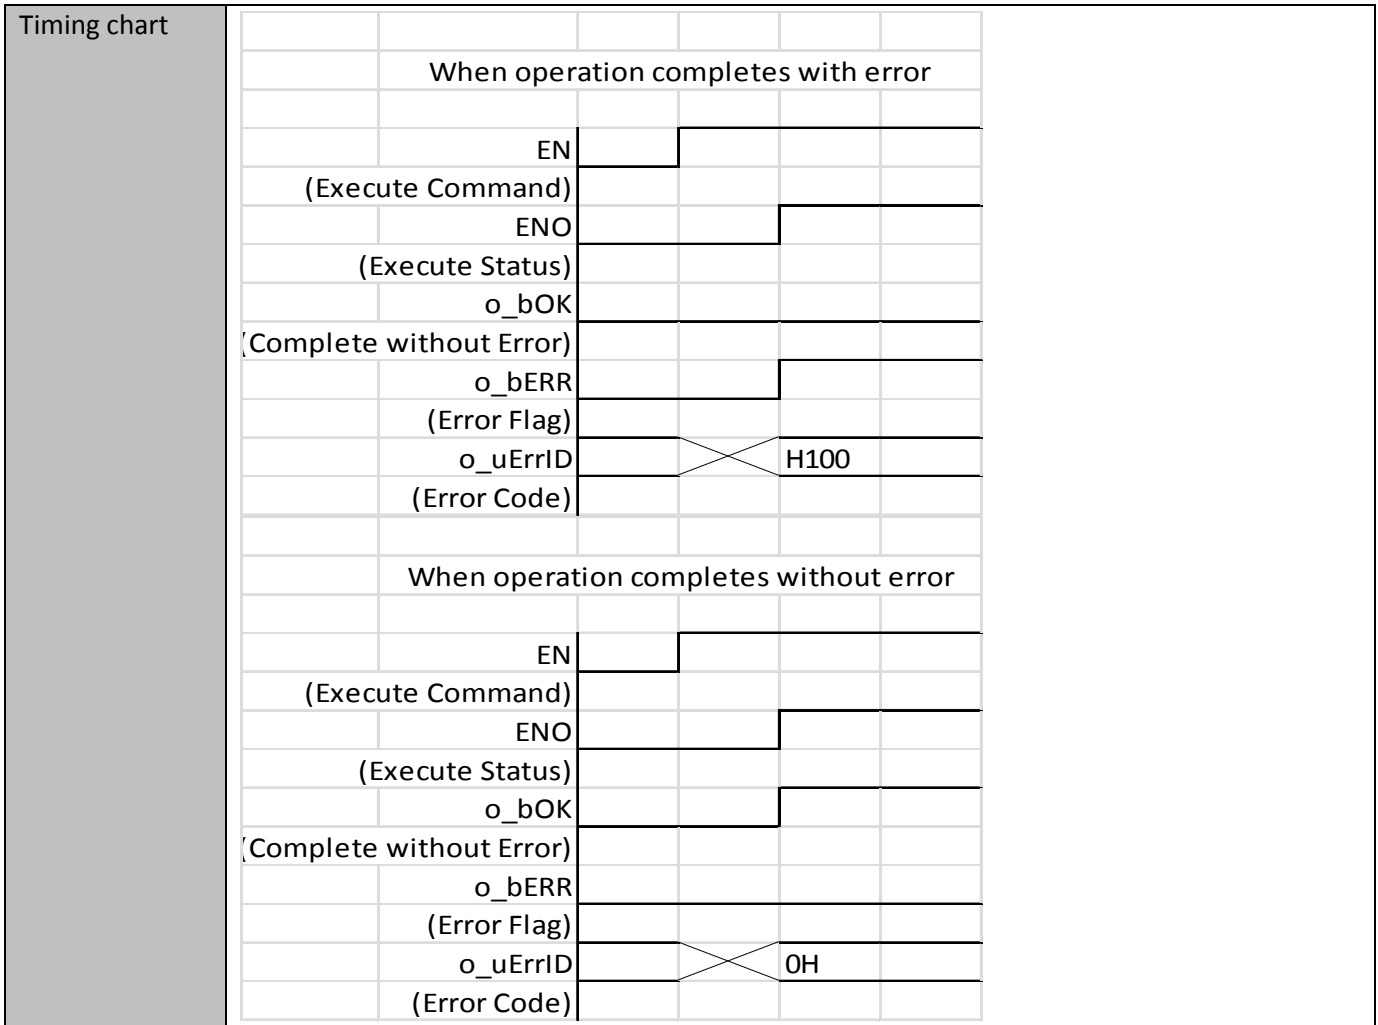 Timing chart
When operation completes with error
EN
(Execute Command)
ENO
(Execute Status)
o_bOK
(Complete without Error)
o_bERR
(Error Flag)
o_uErrID
H100
(Error Code)
When operation completes without error
EN
(Execute Command)
ENO
(Execute Status)
o_bOK
(Complete without Error)
o_bERR
(Error Flag)
o_uErrID
0H
(Error Code)